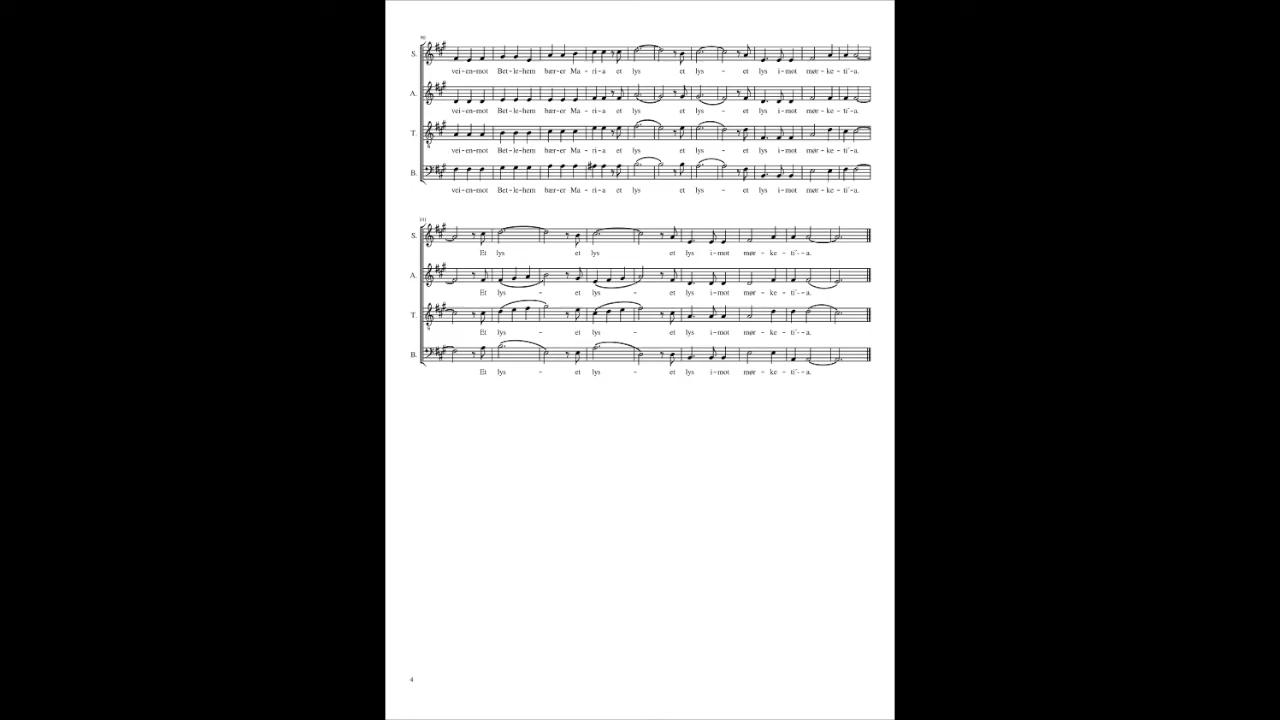 90
S.
vei-en-mot Bet-le-hem bær-er Ma-ri-a et lys et lys - et lys i-mot mør-ke-ti´-a.
A.
vei-en-mot Bet-le-hem bær-er Ma-ri-a et lys et lys - et lys i-mot mør-ke-ti´-a.
T.
vei-en-mot Bet-le-hem bær-er Ma-ri-a et lys et lys - et lys i-mot mør-ke-ti´-a.
B.
vei-en-mot Bet-le-hem bær-er Ma-ri-a et lys et lys - et lys i-mot mør-ke-ti´-a.
S.
Et lys et lys et lys i-mot mør-ke-ti´--a.
A.
Et lys - et lys - et lys i-mot mør-ke-ti´--a.
T.
Et lys - et lys - et lys i-mot mør-ke-ti´--a.
B.
Et lys - et lys - et lys i-mot mør-ke-ti´--a.
4